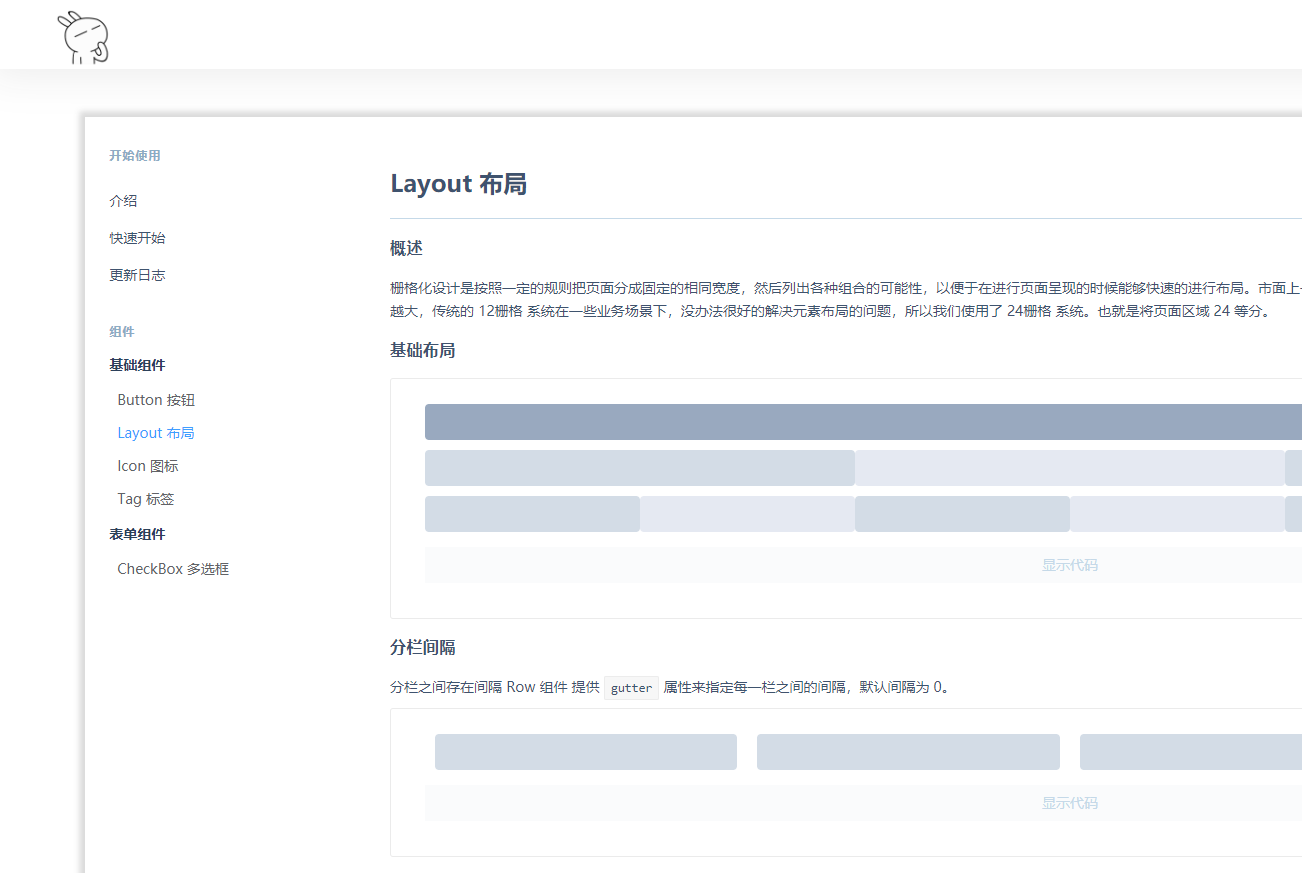 开始使用
介绍
快速开始
更新日志
组件
基础组件
Button 按钮
Layout 布局
Icon 图标
Tag 标签
表单组件
CheckBox 多选框
Layout 布局
概述
栅格化设计是按照一定的规则把页面分成固定的相同宽度，然后列出各种组合的可能性，以便于在进行页面呈现的时候能够快速的进行布局。市面上
越大，传统的 12栅格 系统在一些业务场景下，没办法很好的解决元素布局的问题，所以我们使用了 24栅格 系统。也就是将页面区域 24 等分。
基础布局
显示代码
分栏间隔
分栏之间存在间隔 Row 组件 提供 gutter 属性来指定每一栏之间的间隔，默认间隔为 0。
显示代码